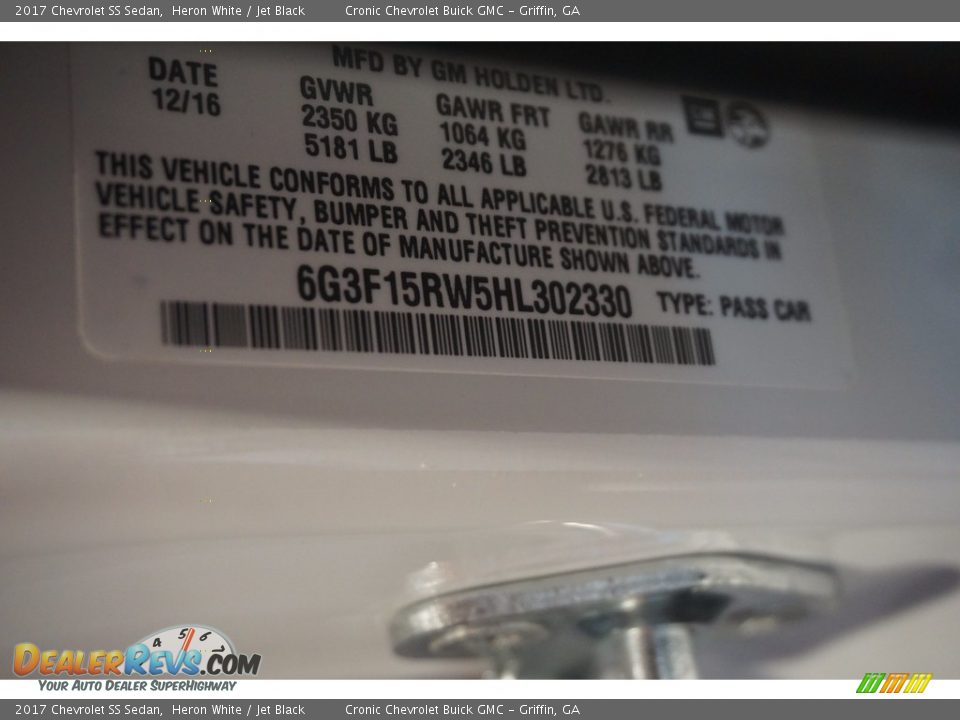 2017 Chevrolet SS Sedan, Heron White / Jet Black Cronic Chevrolet Buick GMC – Griffin, GA
MFD BY GM HOLDEN LTD.
DATE GVWR GAWR FRT GAWR RR
12/16 2350 KG 1064 KG 1276 KG
5181 LB 2346 LB 2813 LB
THIS VEHICLE CONFORMS TO ALL APPLICABLE U.S. FEDERAL MOTOR
VEHICLE SAFETY, BUMPER AND THEFT PREVENTION STANDARDS IN
EFFECT ON THE DATE OF MANUFACTURE SHOWN ABOVE.
6G3F15RW5HL302330 TYPE: PASS CAR
4 5 6
DEALERREVS.COM
YOUR AUTO DEALER SUPERHIGHWAY
2017 Chevrolet SS Sedan, Heron White / Jet Black Cronic Chevrolet Buick GMC – Griffin, GA